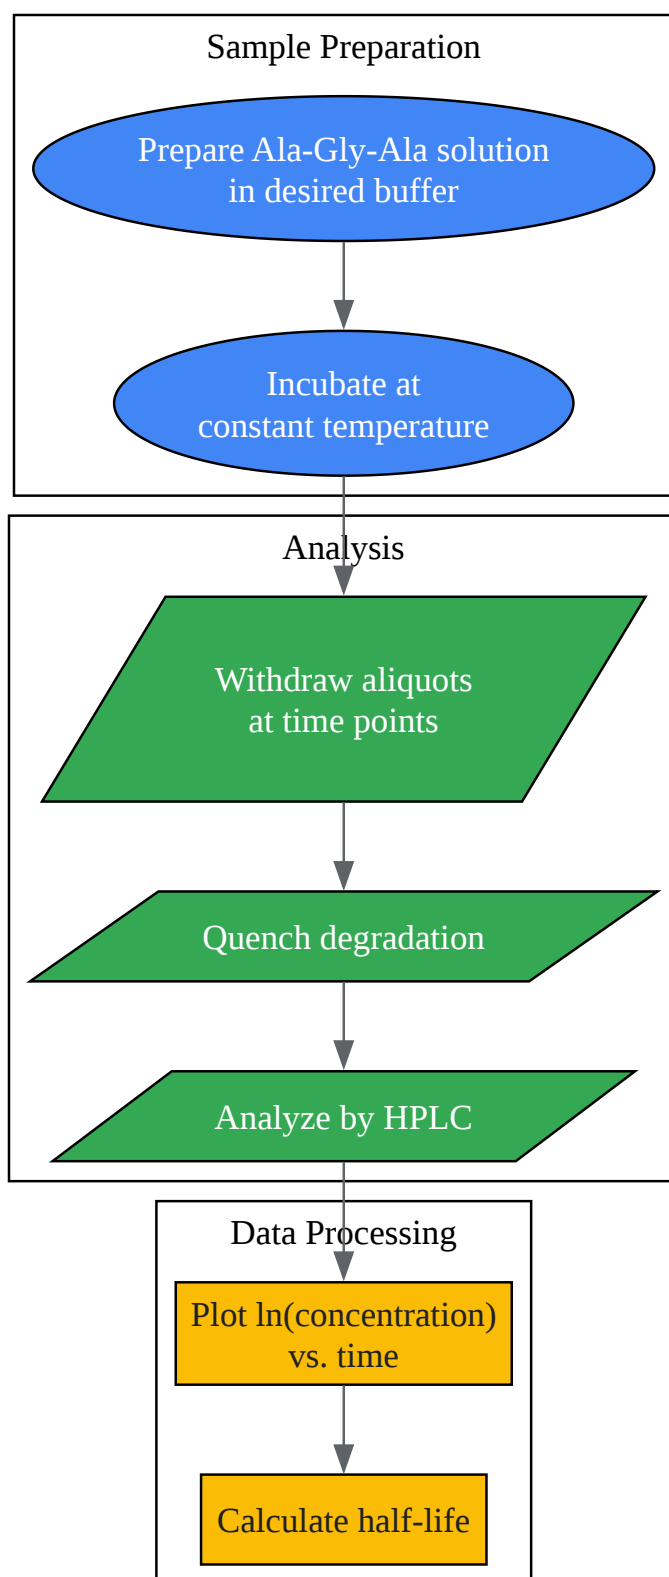 Sample Preparation
Prepare Ala-Gly-Ala solution
in desired buffer
Incubate at
constant temperature
Analysis
Withdraw aliquots
at time points
Quench degradation
Analyze by HPLC
Data Processing
Plot ln(concentration)
vs. time
Calculate half-life